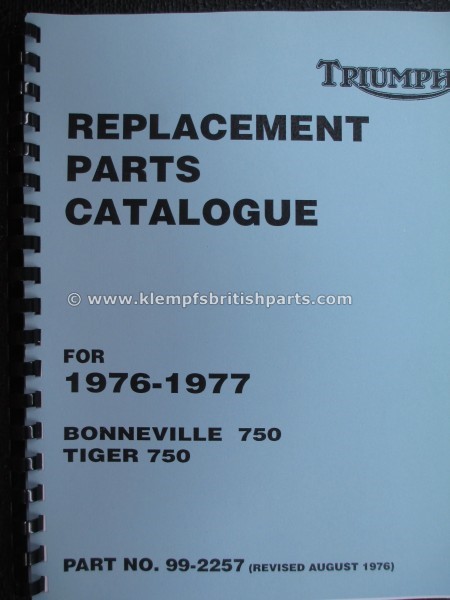 TRIUMPH
REPLACEMENT
PARTS
CATALOGUE
© www.klempfsbritishparts.com
FOR
1976-1977
BONNEVILLE 750
TIGER 750
PART NO. 99-2257 (REVISED AUGUST 1976)